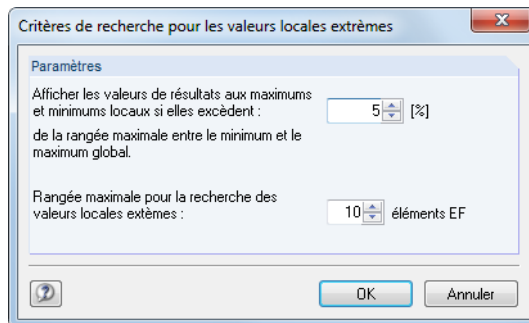 Critères de recherche pour les valeurs locales extrèmes
Paramètres
Afficher les valeurs de résultats aux maximums
et minimums locaux si elles excèdent :
5 [%]
de la rangée maximale entre le minimum et le
maximum global.
Rangée maximale pour la recherche des
valeurs locales extèmes :
10 éléments EF
OK
Annuler